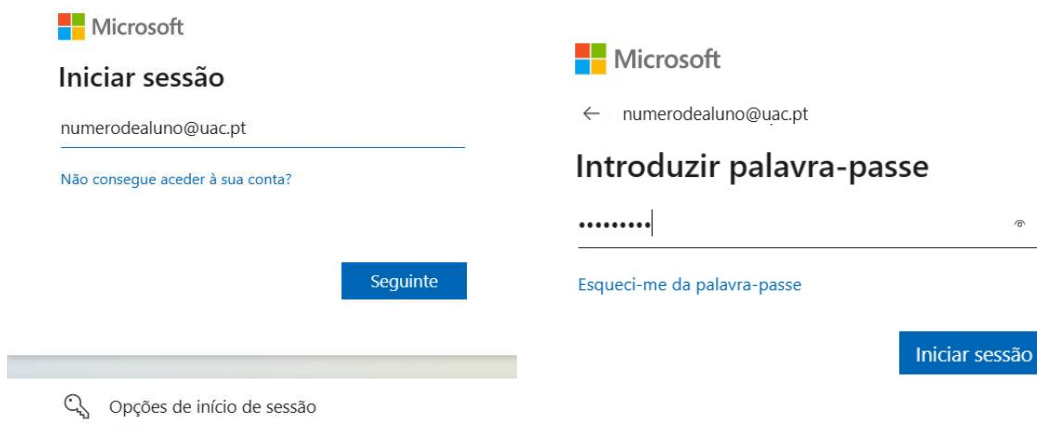 Microsoft
Iniciar sessão
numerodealuno@uac.pt
Não consegue aceder à sua conta?
Seguinte
Opções de início de sessão
Microsoft
← numerodealuno@uac.pt
Introduzir palavra-passe
•••••••••
Esqueci-me da palavra-passe
Iniciar sessão